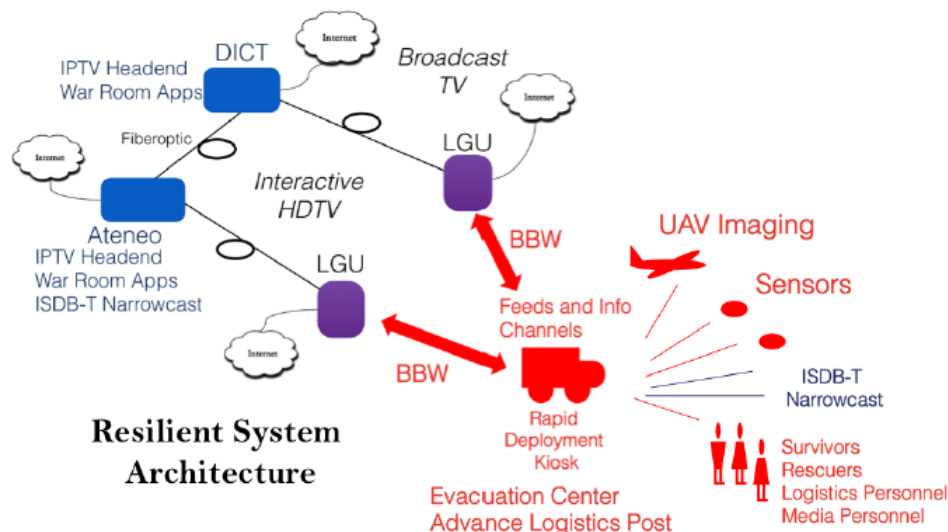 Internet
DICT
IPTV Headend
War Room Apps
Broadcast
TV
Internet
Fiberoptic
LGU
Internet
Interactive
HDTV
Ateneo
IPTV Headend
War Room Apps
ISDB-T Narrowcast
LGU
BBW
UAV Imaging
Sensors
Feeds and Info
Channels
Internet
BBW
ISDB-T
Narrowcast
Rapid
Deployment
Kiosk
Resilient System
Architecture
Survivors
Rescuers
Logistics Personnel
Media Personnel
Evacuation Center
Advance Logistics Post